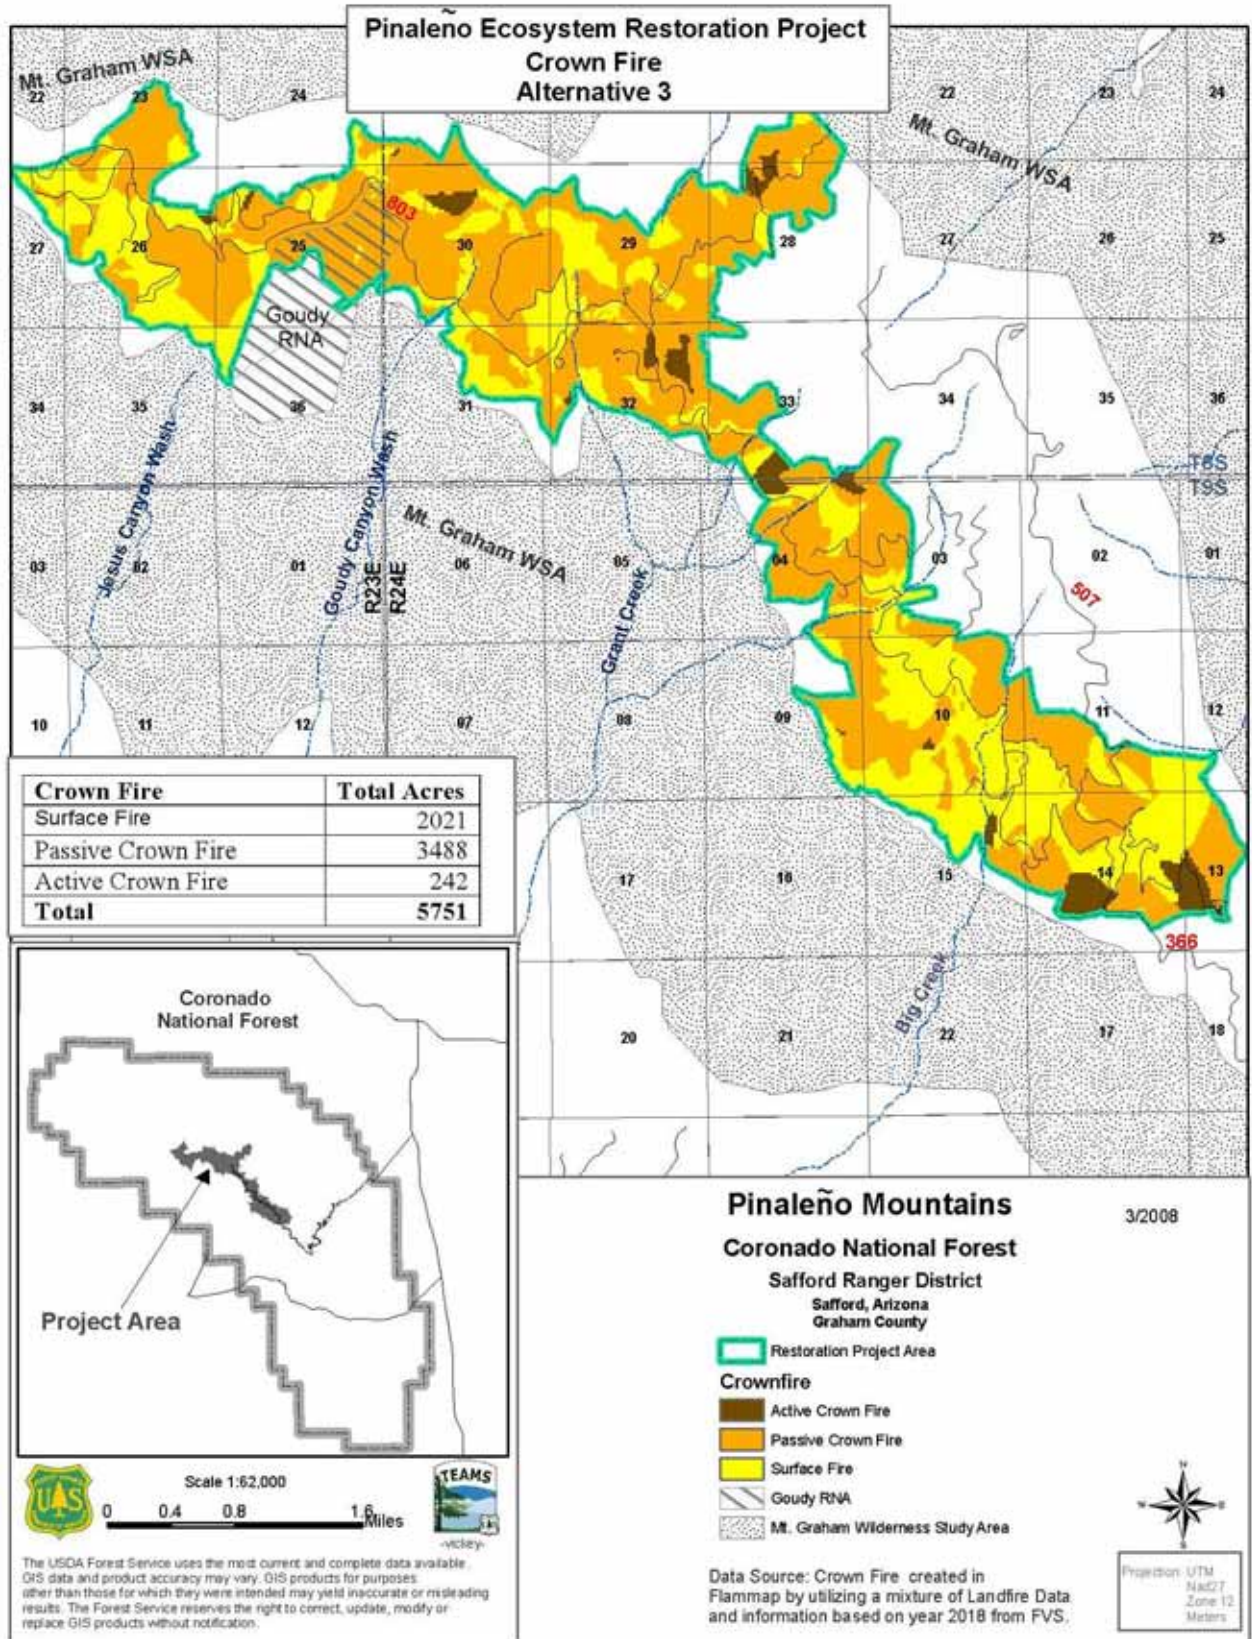 Pinaleño Ecosystem Restoration Project
Crown Fire
Alternative 3
Mt. Graham WSA
22
23
24
22
23
24
Mt. Graham WSA
803
27
26
25
30
29
28
27
26
25
Goudy
RNA
34
35
36
31
32
33
34
35
36
T8S
T9S
Jesus Canyon Wash
Goudy Canyon Wash
Mt. Graham WSA
R23E
R24E
Grant Creek
03
02
01
06
05
04
03
02
01
507
10
11
12
07
08
09
10
11
12
17
16
15
14
13
366
Big Creek
20
21
22
17
18
Crown Fire Total Acres
Surface Fire 2021
Passive Crown Fire 3488
Active Crown Fire 242
Total 5751
Coronado
National Forest
Project Area
Scale 1:62,000
0 0.4 0.8 1.6 Miles
US
TEAMS
-vickey-
The USDA Forest Service uses the most current and complete data available.
GIS data and product accuracy may vary. GIS products for purposes
other than those for which they were intended may yield inaccurate or misleading
results. The Forest Service reserves the right to correct, update, modify or
replace GIS products without notification.
Pinaleño Mountains
3/2008
Coronado National Forest
Safford Ranger District
Safford, Arizona
Graham County
Restoration Project Area
Crownfire
Active Crown Fire
Passive Crown Fire
Surface Fire
Goudy RNA
Mt. Graham Wilderness Study Area
Data Source: Crown Fire created in
Flammap by utilizing a mixture of Landfire Data
and information based on year 2018 from FVS.
N
W
E
S
Projection: UTM
Nad27
Zone 12
Meters